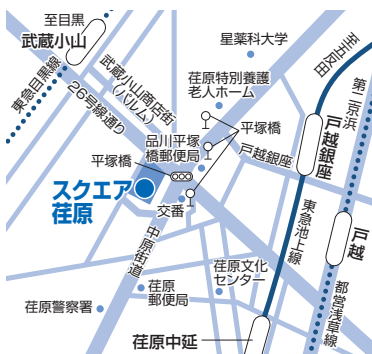 至目黒
武蔵小山
東急目黒線
26号線通り
武蔵小山商店街
(パルム)
星薬科大学
荏原特別養護
老人ホーム
至五反田
第二京浜
平塚橋
品川平塚
橋郵便局
戸越銀座
戸越銀座
平塚橋
スクエア
荏原
交番
中原街道
東急池上線
戸越
荏原文化
センター
荏原
郵便局
都営浅草線
荏原警察署
荏原中延